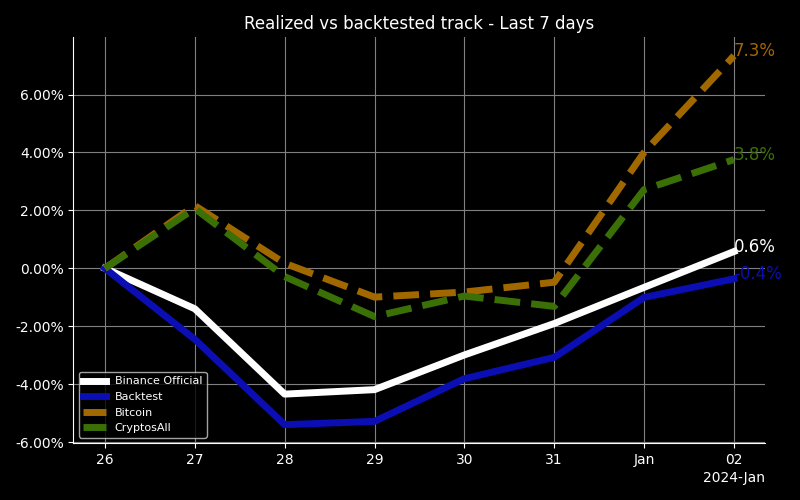 Realized vs backtested track - Last 7 days
7.3%
6.00%
4.00%
3.8%
2.00%
0.6%
0.00%
-0.4%
-2.00%
-4.00%
Binance Official
Backtest
Bitcoin
CryptosAll
-6.00%
26 27 28 29 30 31 Jan 02
2024-Jan